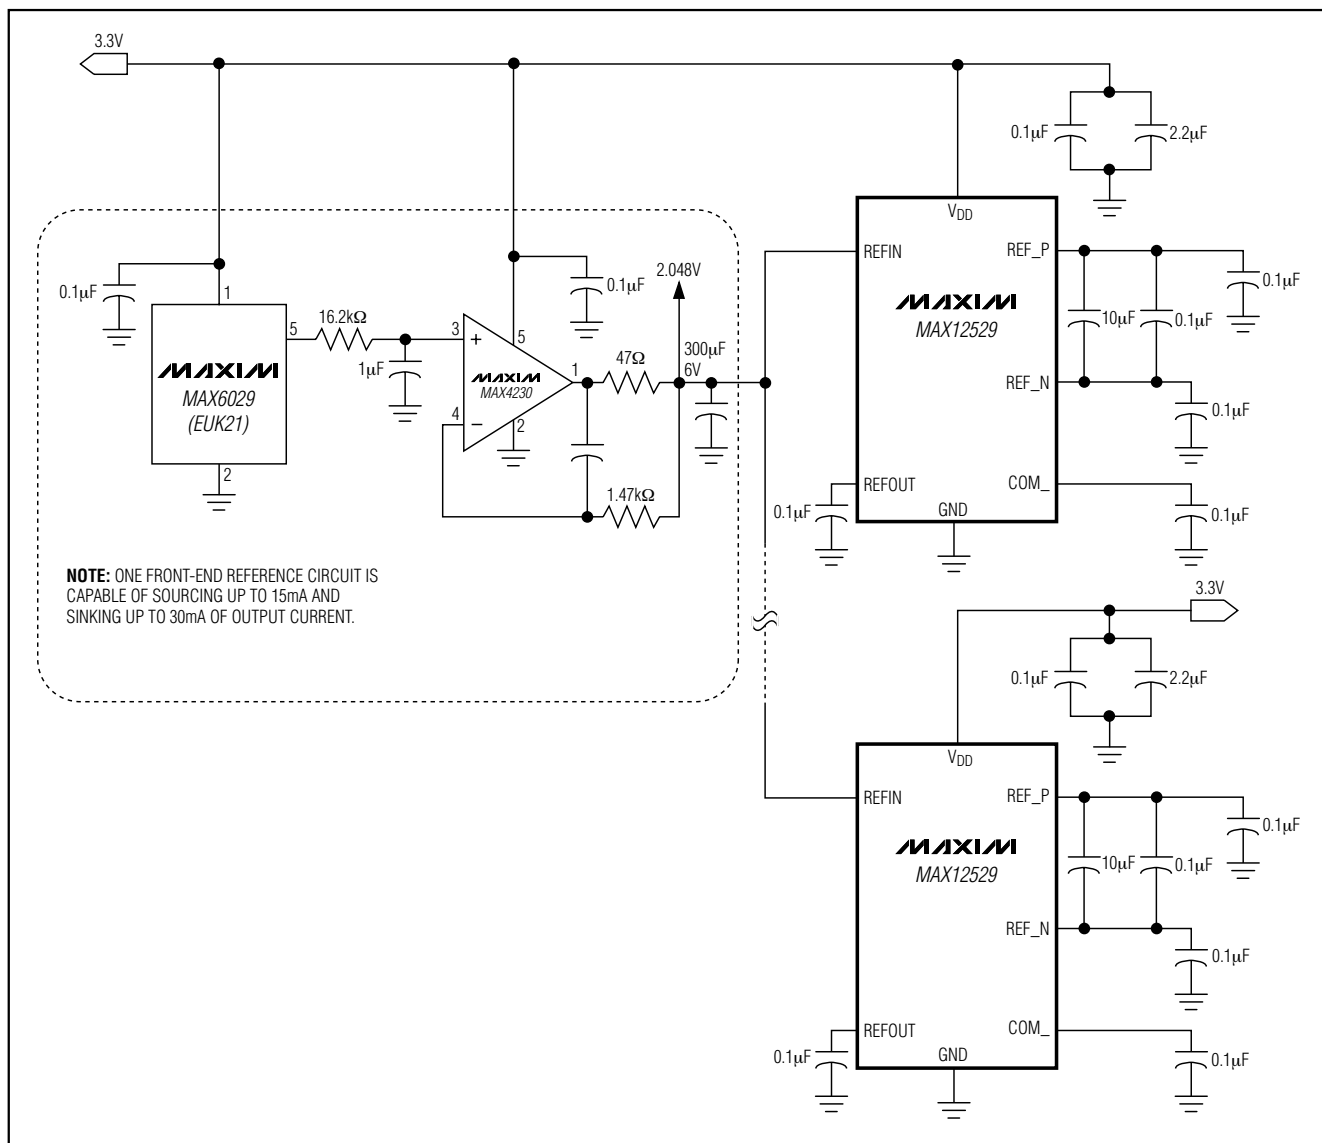 3.3V
0.1µF
2.2µF
VDD
REFIN
REF_P
0.1µF
MAXIM
MAX12529
10µF
0.1µF
REF_N
0.1µF
REFOUT
COM_
0.1µF
GND
0.1µF
0.1µF
1
MAXIM
MAX6029
(EUK21)
5
2
16.2kΩ
1µF
3
+
5
0.1µF
MAXIM
MAX4230
4
−
2
1
47Ω
2.048V
300µF
6V
1.47kΩ
NOTE: ONE FRONT-END REFERENCE CIRCUIT IS
CAPABLE OF SOURCING UP TO 15mA AND
SINKING UP TO 30mA OF OUTPUT CURRENT.
3.3V
0.1µF
2.2µF
VDD
REFIN
REF_P
0.1µF
MAXIM
MAX12529
10µF
0.1µF
REF_N
0.1µF
REFOUT
COM_
0.1µF
GND
0.1µF